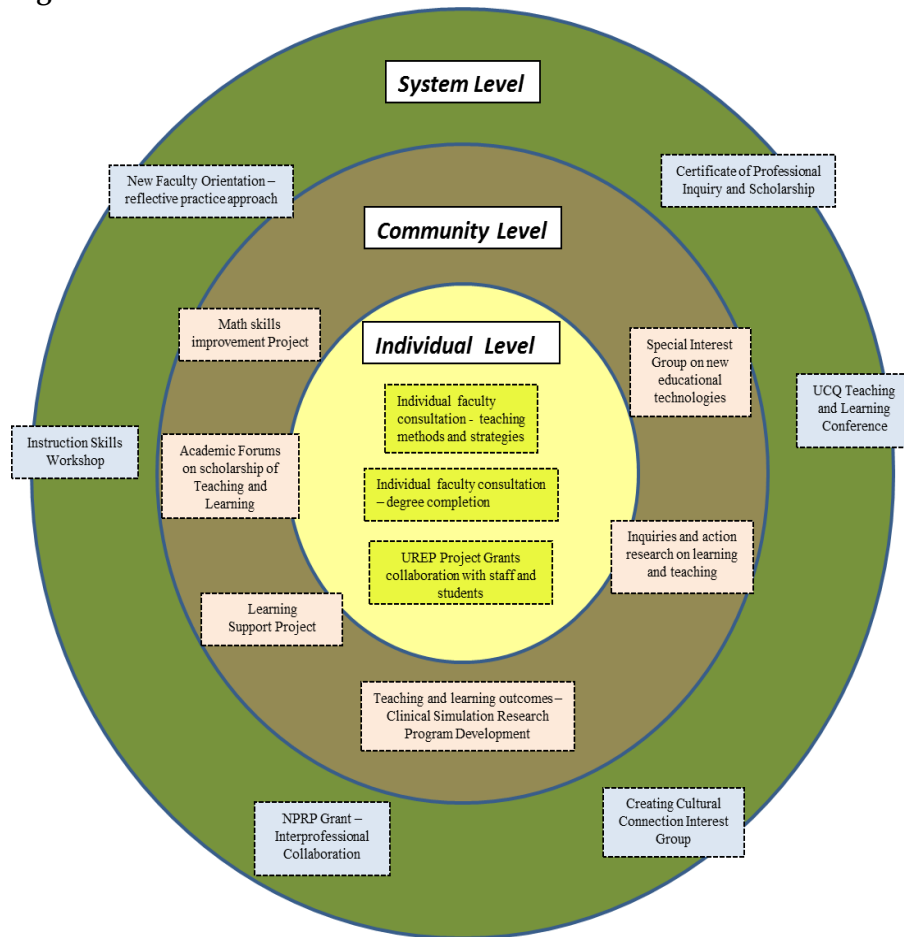 System Level
New Faculty Orientation –
reflective practice approach
Certificate of Professional
Inquiry and Scholarship
Community Level
Math skills
improvement Project
Individual Level
Special Interest
Group on new
educational
technologies
Individual faculty
consultation - teaching
methods and strategies
UCQ Teaching
and Learning
Conference
Instruction Skills
Workshop
Academic Forums
on scholarship of
Teaching and
Learning
Individual faculty consultation
– degree completion
Inquiries and action
research on learning
and teaching
UREP Project Grants
collaboration with staff and
students
Learning
Support Project
Teaching and learning outcomes –
Clinical Simulation Research
Program Development
NPRP Grant –
Interprofessional
Collaboration
Creating Cultural
Connection Interest
Group